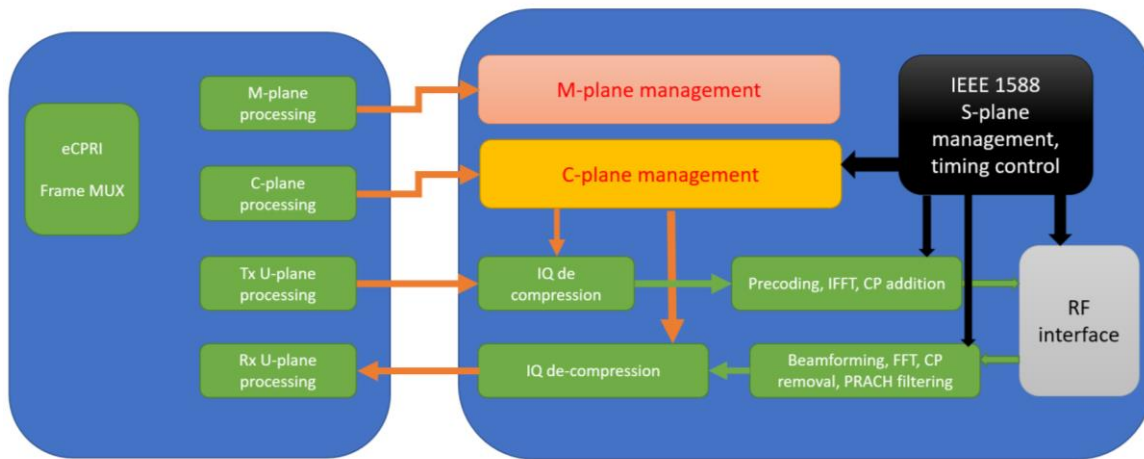 eCPRI
Frame MUX
M-plane
processing
C-plane
processing
Tx U-plane
processing
Rx U-plane
processing
M-plane management
C-plane management
IEEE 1588
S-plane
management,
timing control
IQ de
compression
Precoding, IFFT, CP addition
IQ de-compression
Beamforming, FFT, CP
removal, PRACH filtering
RF
interface